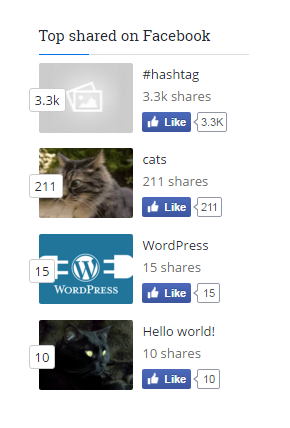 Top shared on Facebook
3.3k
#hashtag
3.3k shares
Like 3.3K
211
cats
211 shares
Like 211
15
WORDPRESS
WordPress
15 shares
Like 15
10
Hello world!
10 shares
Like 10